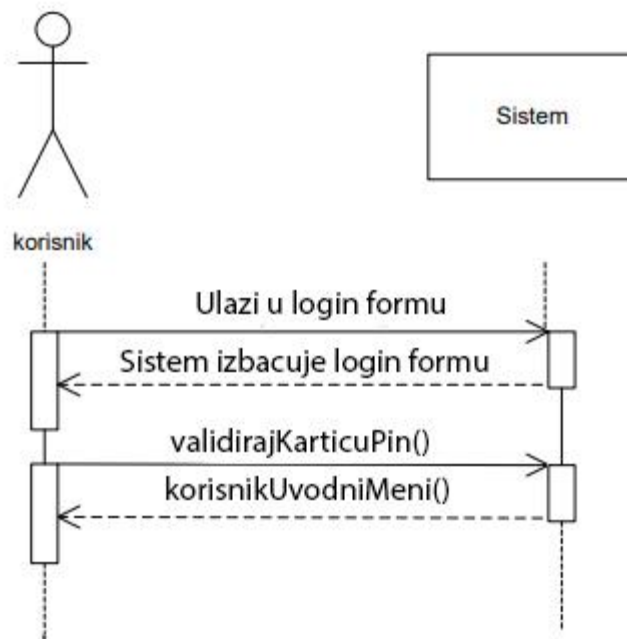 Sistem
korisnik
Ulazi u login formu
Sistem izbacuje login formu
validirajKarticuPin()
korisnikUvodniMeni()